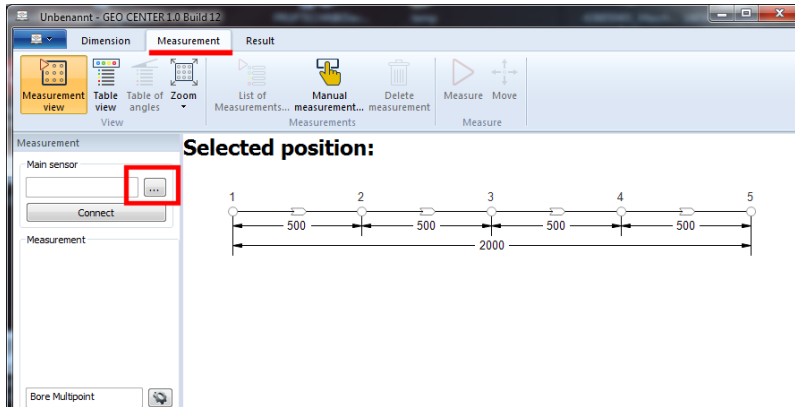 Unbenannt - GEO CENTER 1.0 Build 12
Dimension Measurement Result
Measurement view Table view Table of angles Zoom List of Measurements... Manual measurement... Delete measurement Measure Move
View Measurements Measure
Measurement
Selected position:
Main sensor
...
Connect
1 2 3 4 5
500 500 500 500
2000
Measurement
Bore Multipoint